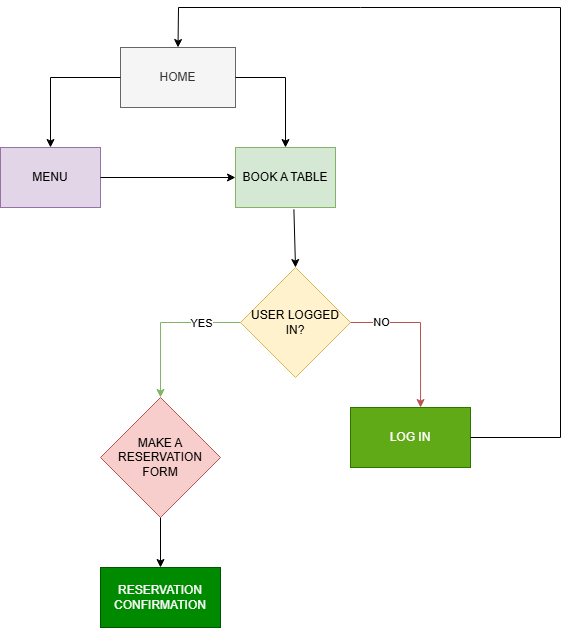 HOME
MENU
BOOK A TABLE
USER LOGGED
IN?
YES
NO
MAKE A
RESERVATION
FORM
LOG IN
RESERVATION
CONFIRMATION